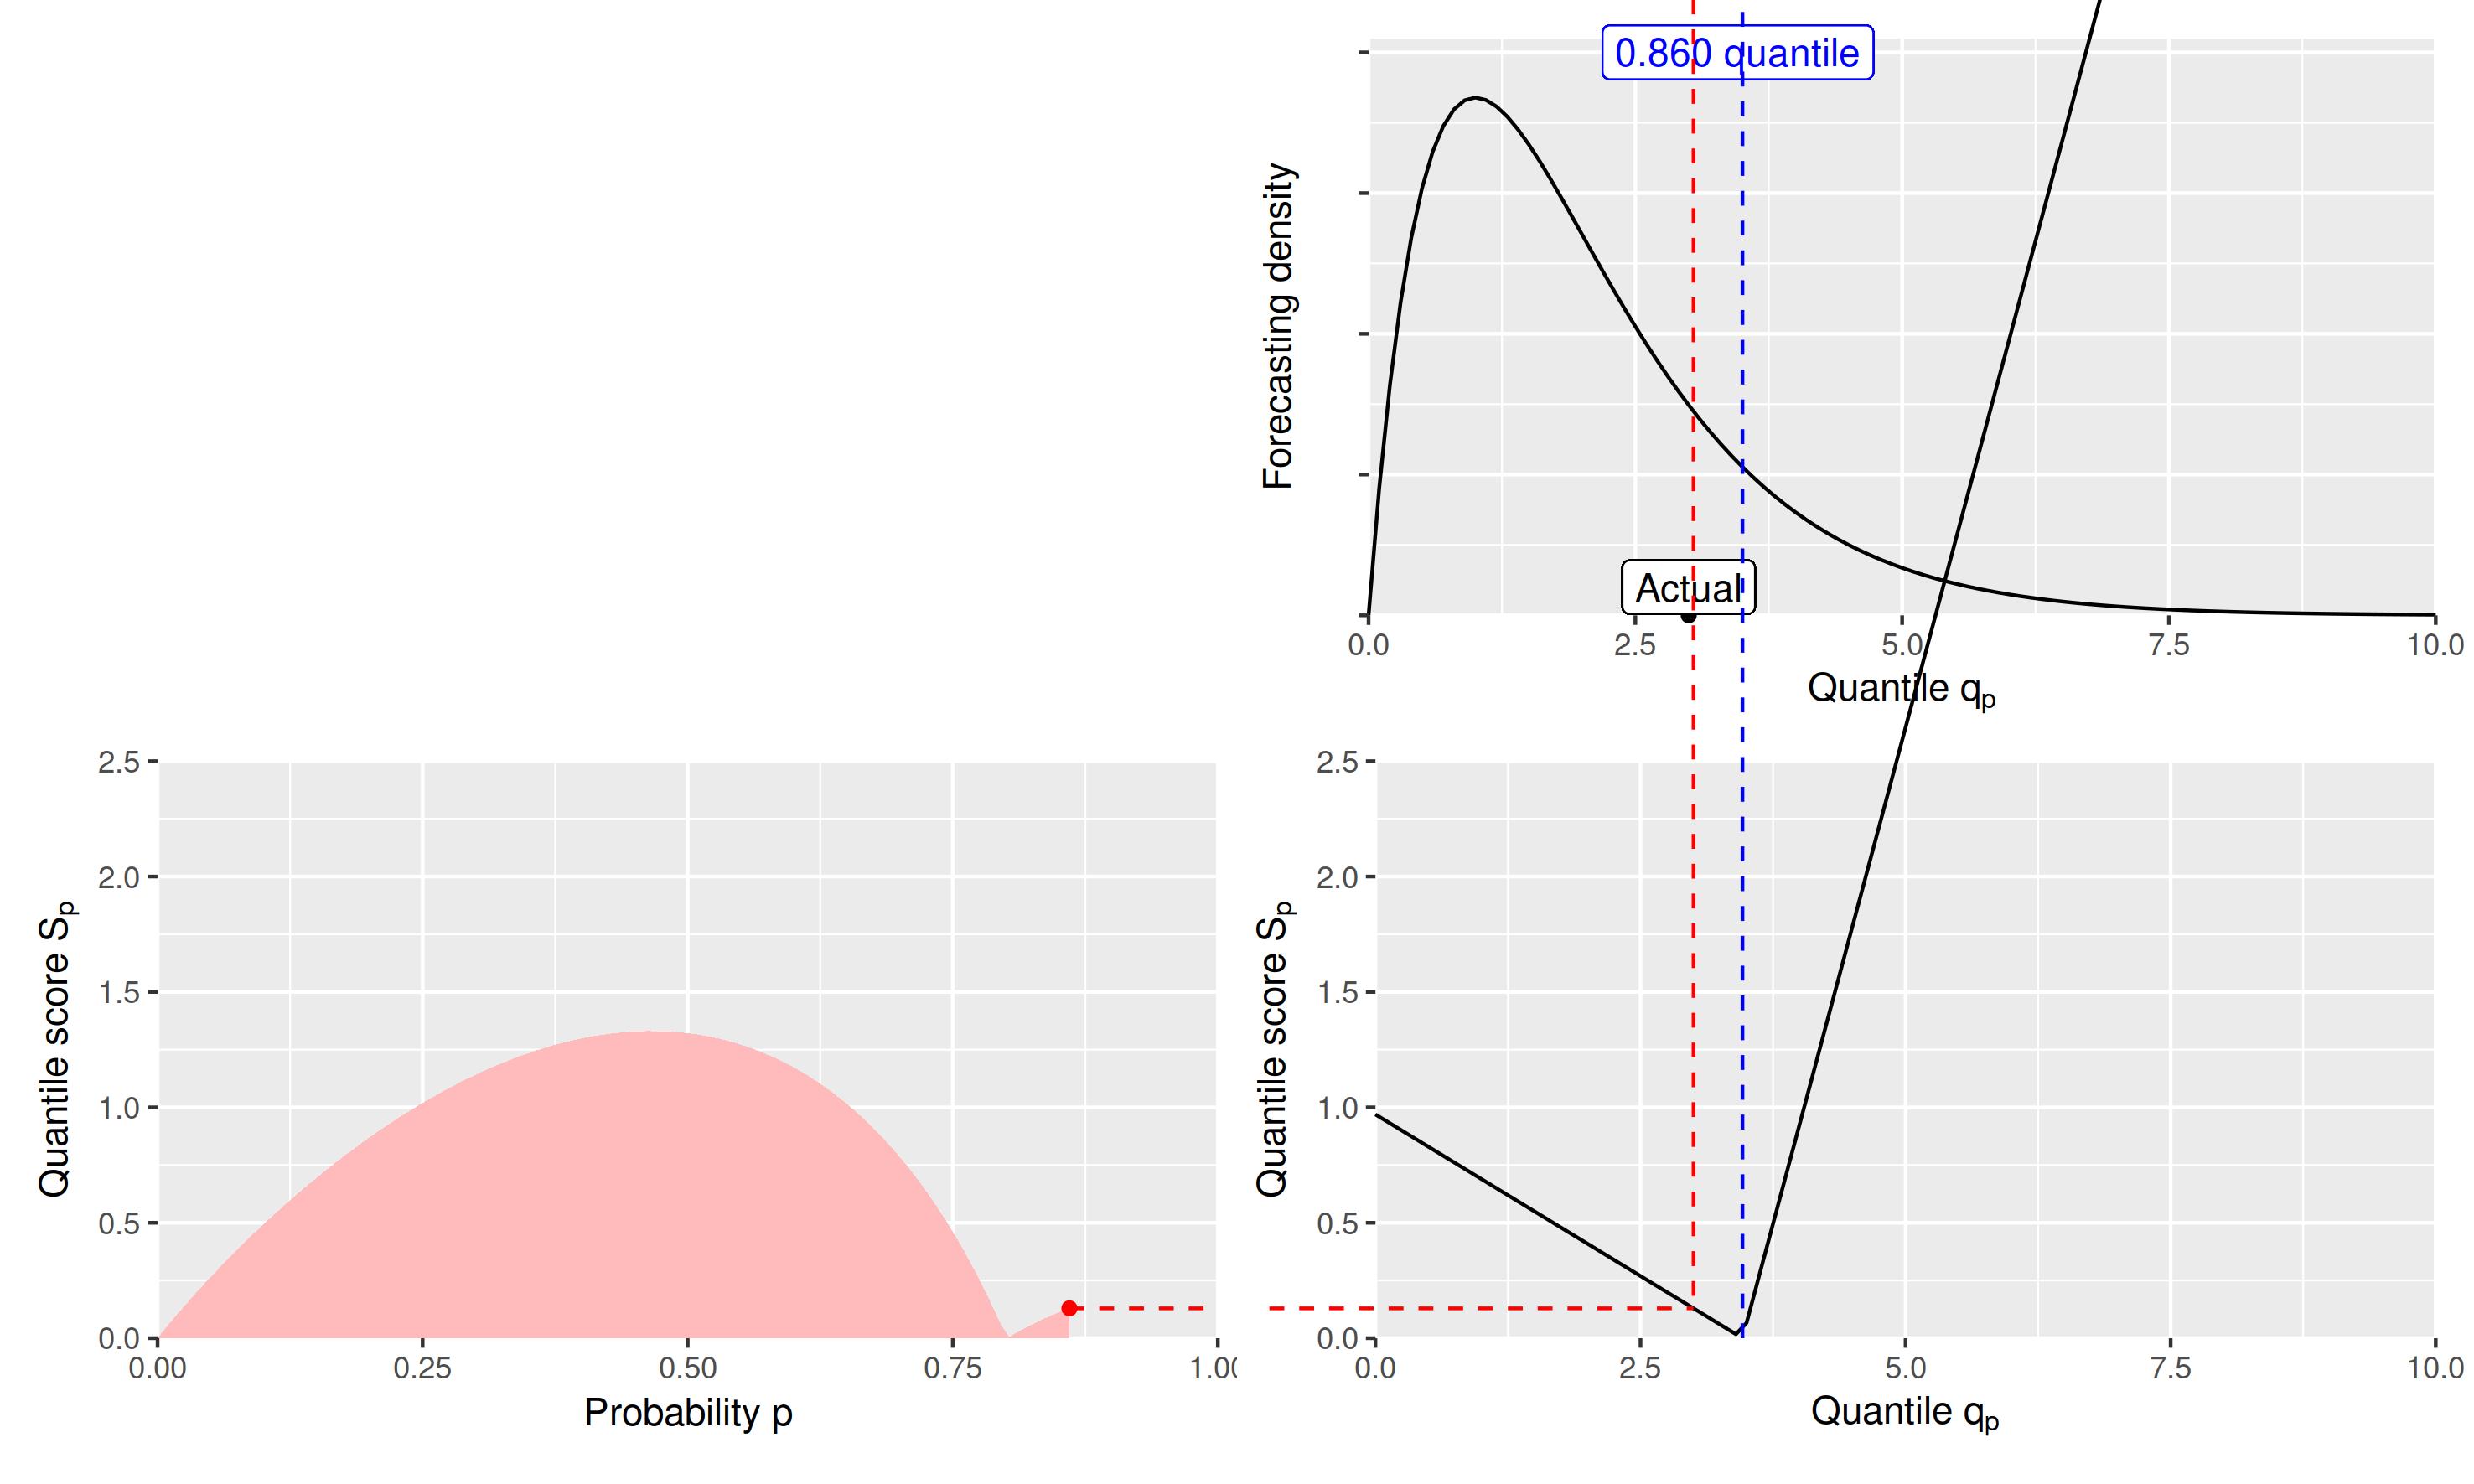 0.860 quantile
Forecasting density
Actual
0.0 2.5 5.0 7.5 10.0
Quantile qp
2.5
2.0
1.5
1.0
0.5
0.0
Quantile score Sp
0.00 0.25 0.50 0.75 1.0
Probability p
2.5
2.0
1.5
1.0
0.5
0.0
Quantile score Sp
0.0 2.5 5.0 7.5 10.0
Quantile qp